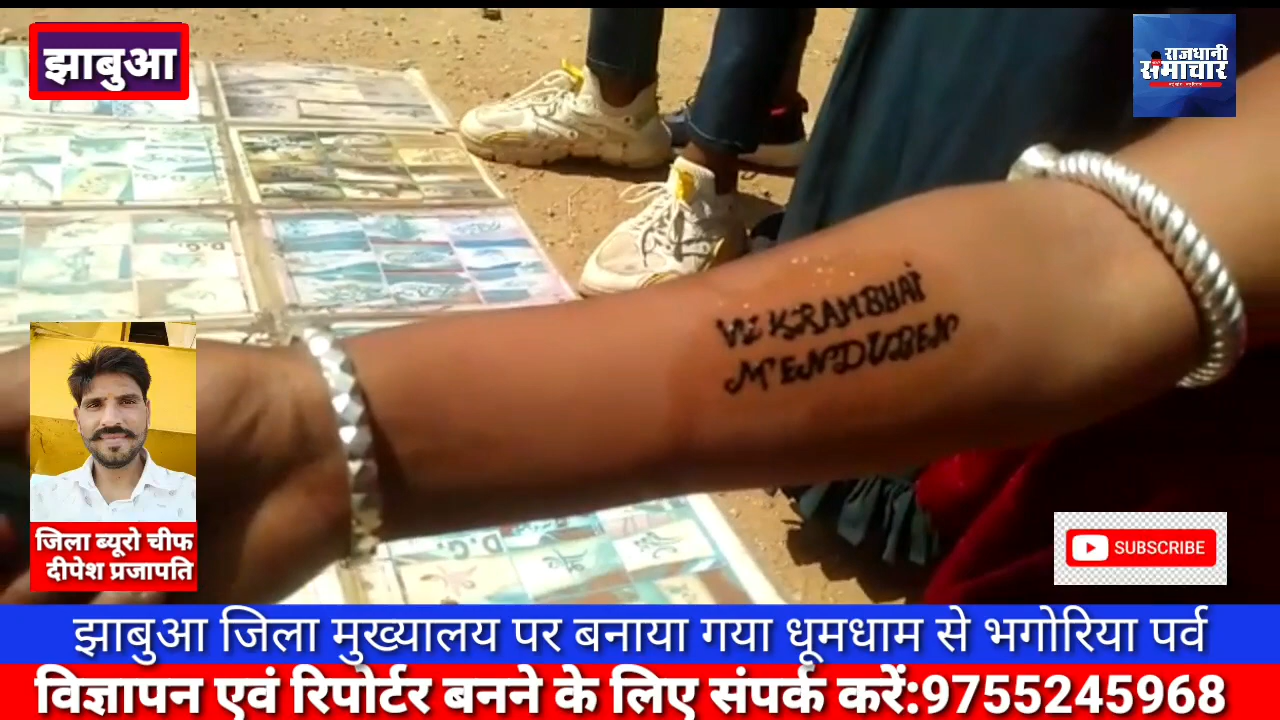 झाबुआ
राजधानी
समाचार
VIKRAMBHAI
MENDUBEN
D.C.
D.C.
जिला ब्यूरो चीफ
दीपेश प्रजापति
SUBSCRIBE
झाबुआ जिला मुख्यालय पर बनाया गया धूमधाम से भगोरिया पर्व
विज्ञापन एवं रिपोर्टर बनने के लिए संपर्क करें:9755245968